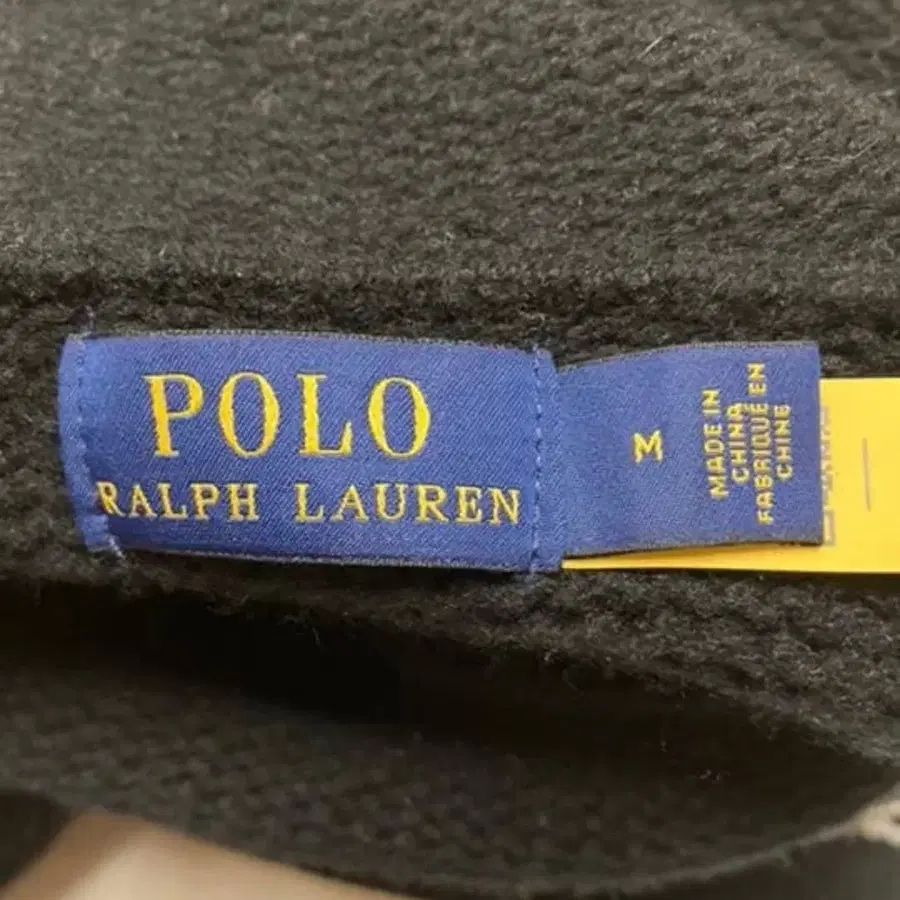 POLO
RALPH LAUREN
M
MADE IN
CHINA
FABRIQUÉ EN
CHINE